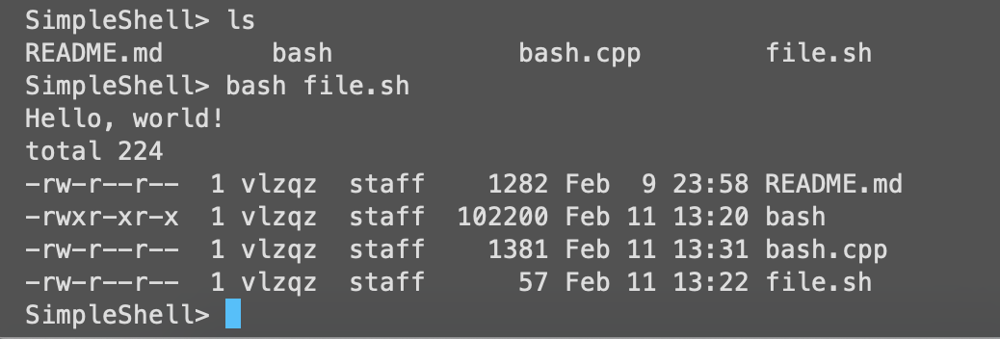 SimpleShell> ls
README.md       bash            bash.cpp        file.sh
SimpleShell> bash file.sh
Hello, world!
total 224
-rw-r--r--  1 vlzqz  staff    1282 Feb  9 23:58 README.md
-rwxr-xr-x  1 vlzqz  staff  102200 Feb 11 13:20 bash
-rw-r--r--  1 vlzqz  staff    1381 Feb 11 13:31 bash.cpp
-rw-r--r--  1 vlzqz  staff      57 Feb 11 13:22 file.sh
SimpleShell>